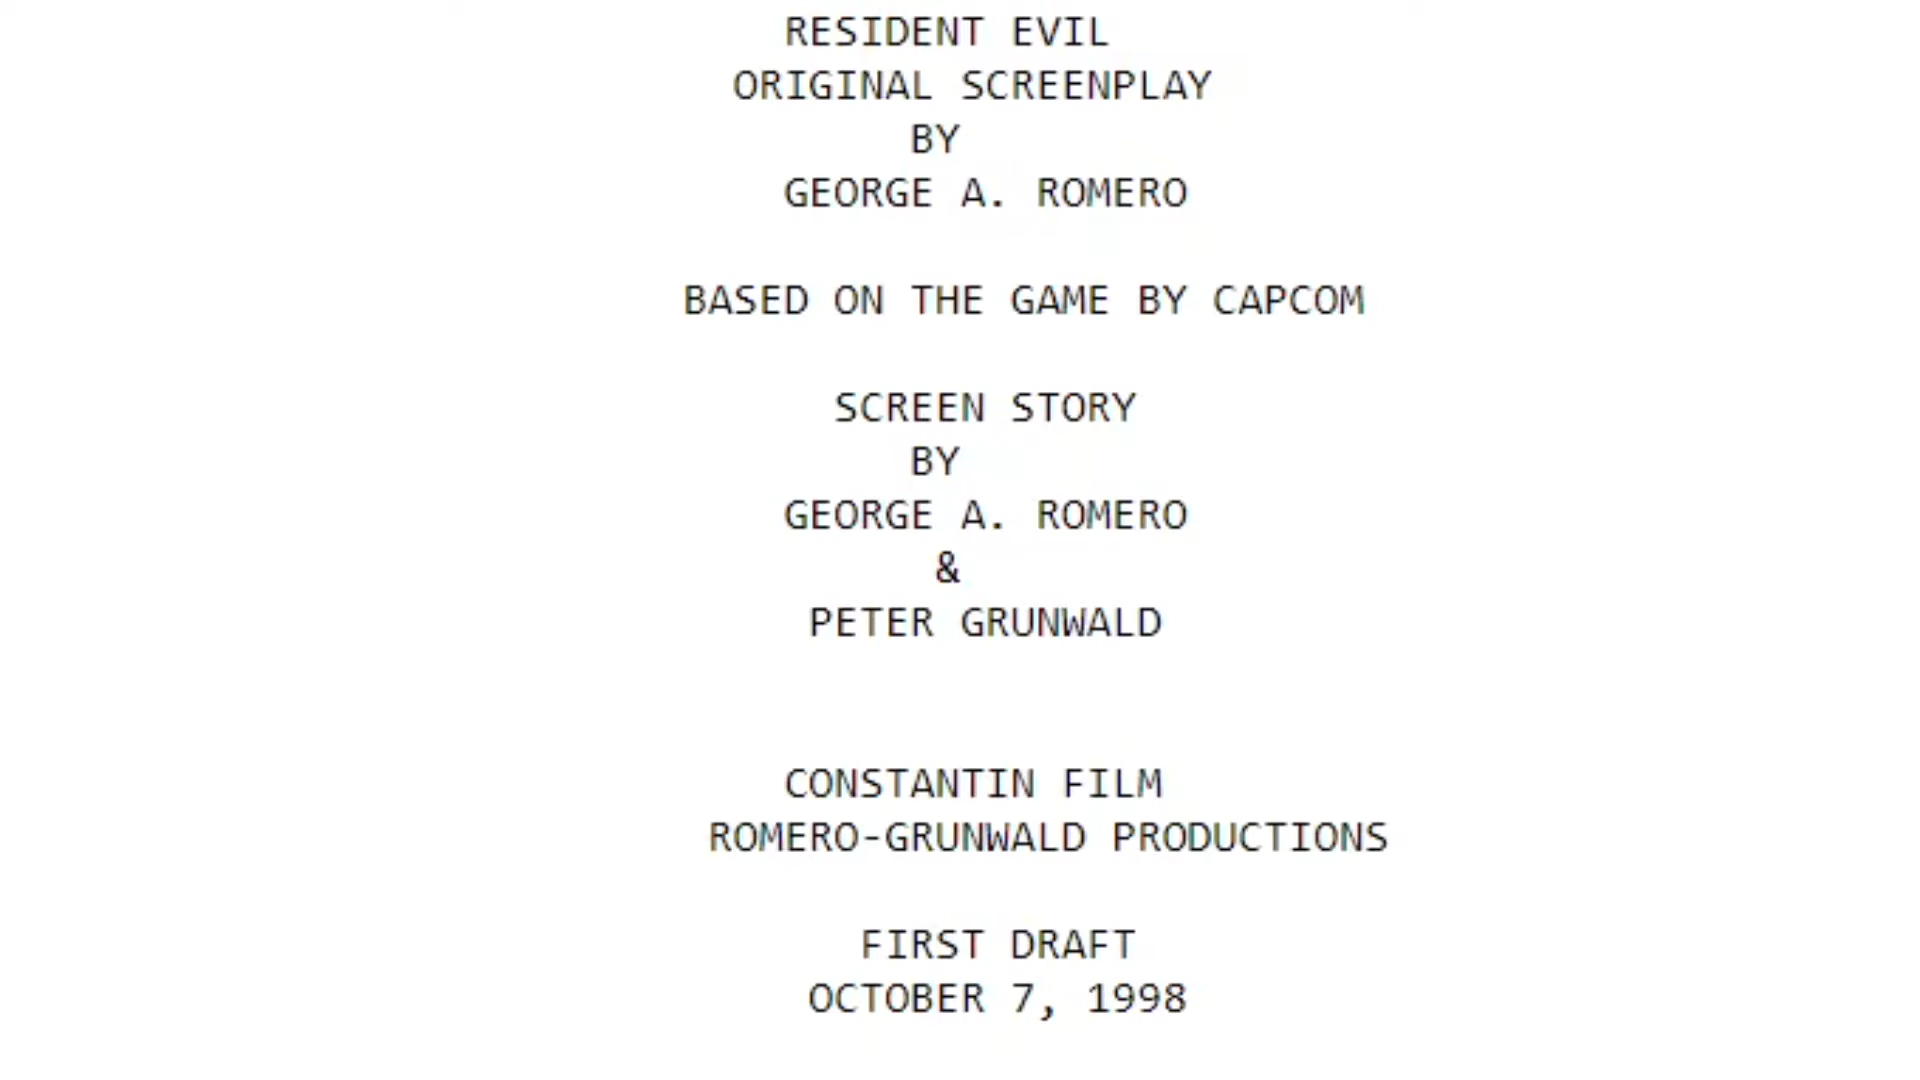 RESIDENT EVIL
ORIGINAL SCREENPLAY
BY
GEORGE A. ROMERO
BASED ON THE GAME BY CAPCOM
SCREEN STORY
BY
GEORGE A. ROMERO
&
PETER GRUNWALD
CONSTANTIN FILM
ROMERO-GRUNWALD PRODUCTIONS
FIRST DRAFT
OCTOBER 7, 1998